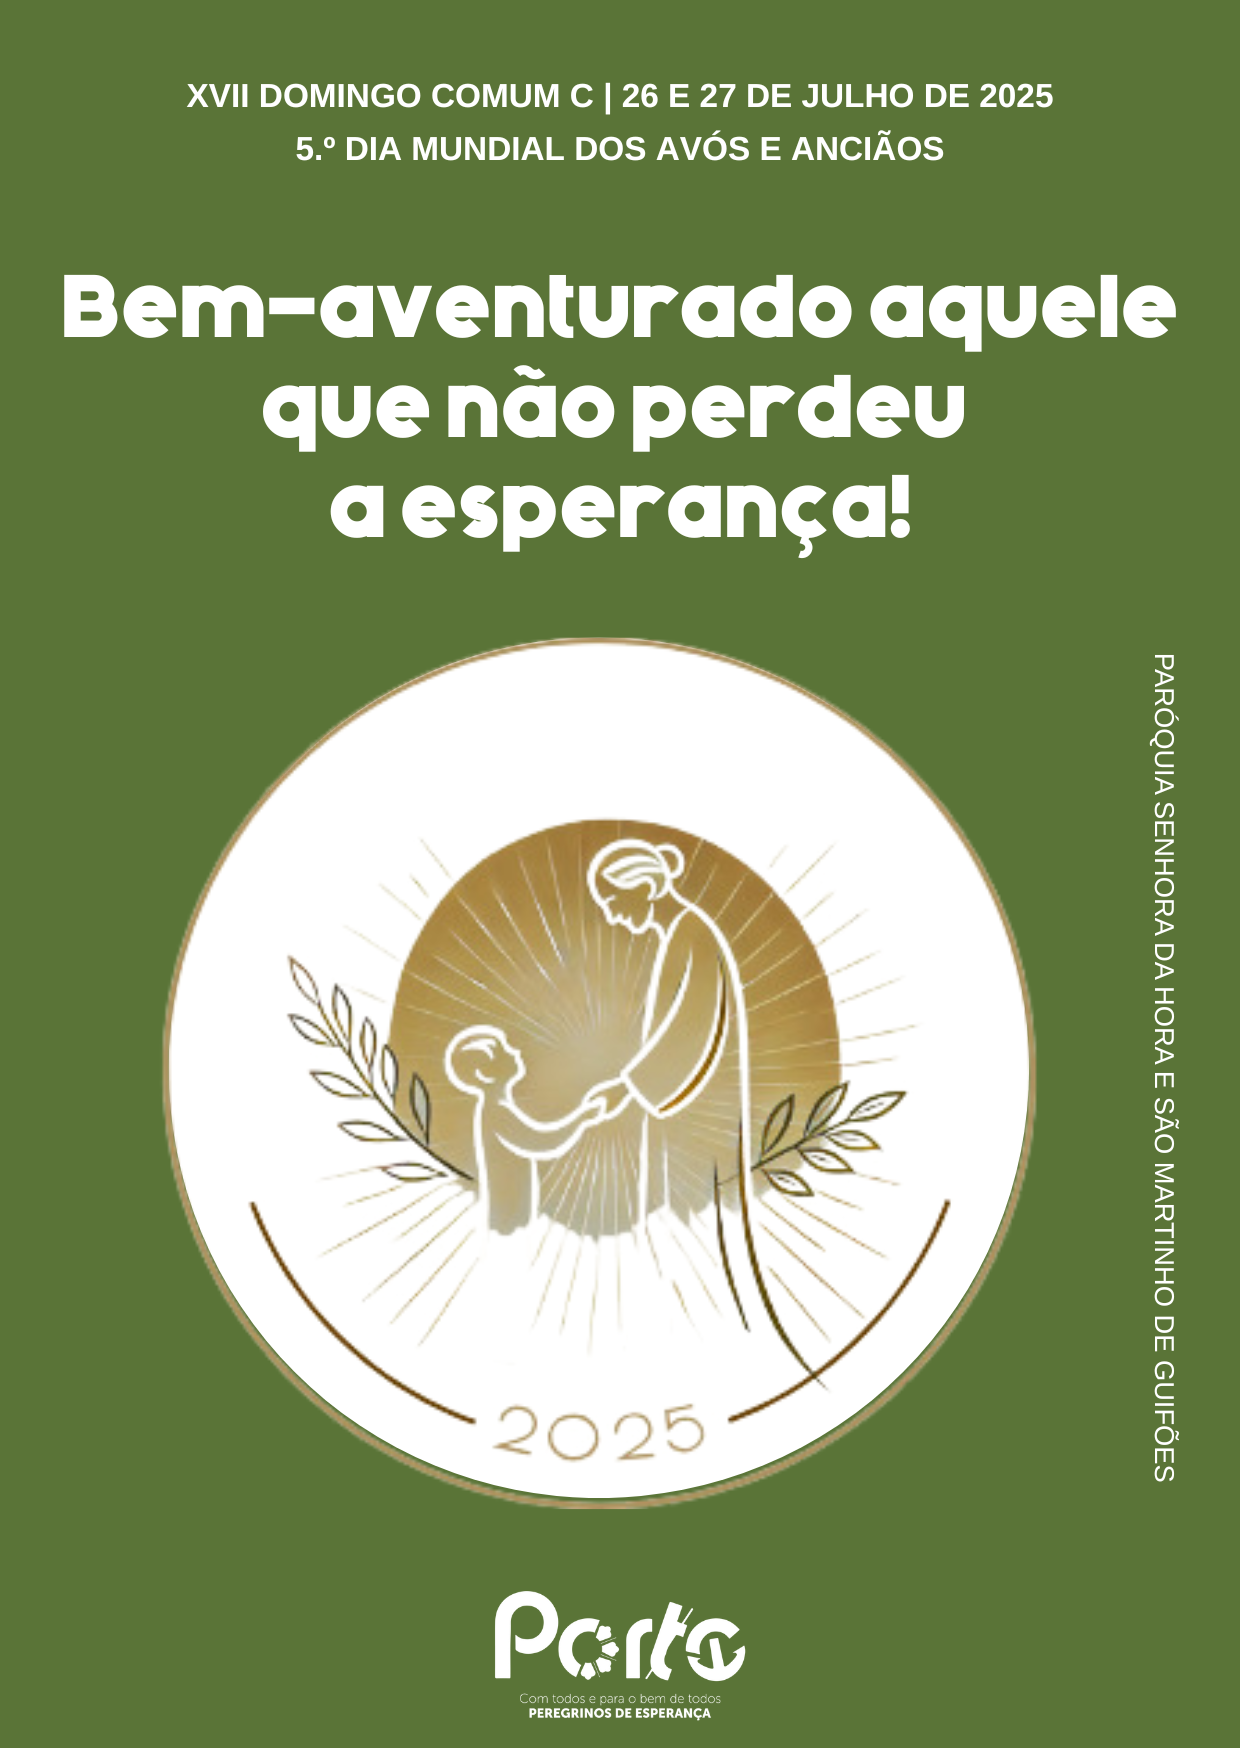 XVII DOMINGO COMUM C | 26 E 27 DE JULHO DE 2025
5.º DIA MUNDIAL DOS AVÓS E ANCIÃOS
Bem-aventurado aquele
que não perdeu
a esperança!
PARÓQUIA SENHORA DA HORA E SÃO MARTINHO DE GUIFÕES
2025
Porto
Com todos e para o bem de todos
PEREGRINOS DE ESPERANÇA